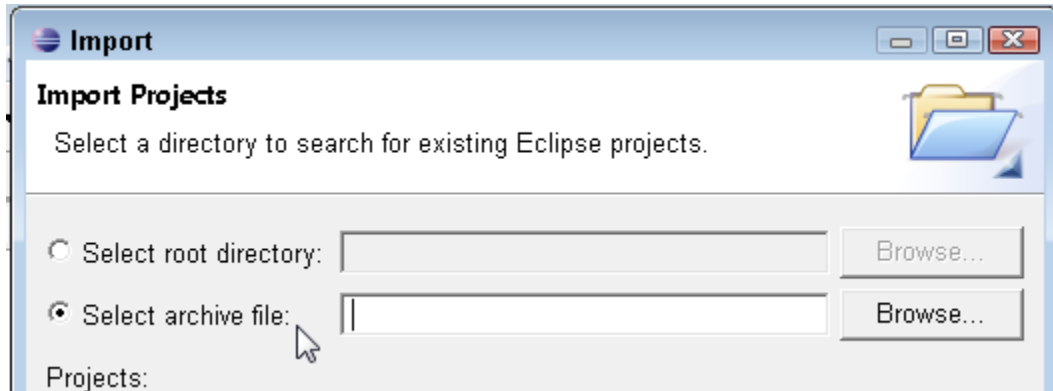 Import
Import Projects
Select a directory to search for existing Eclipse projects.
Select root directory: Browse...
Select archive file: Browse...
Projects: